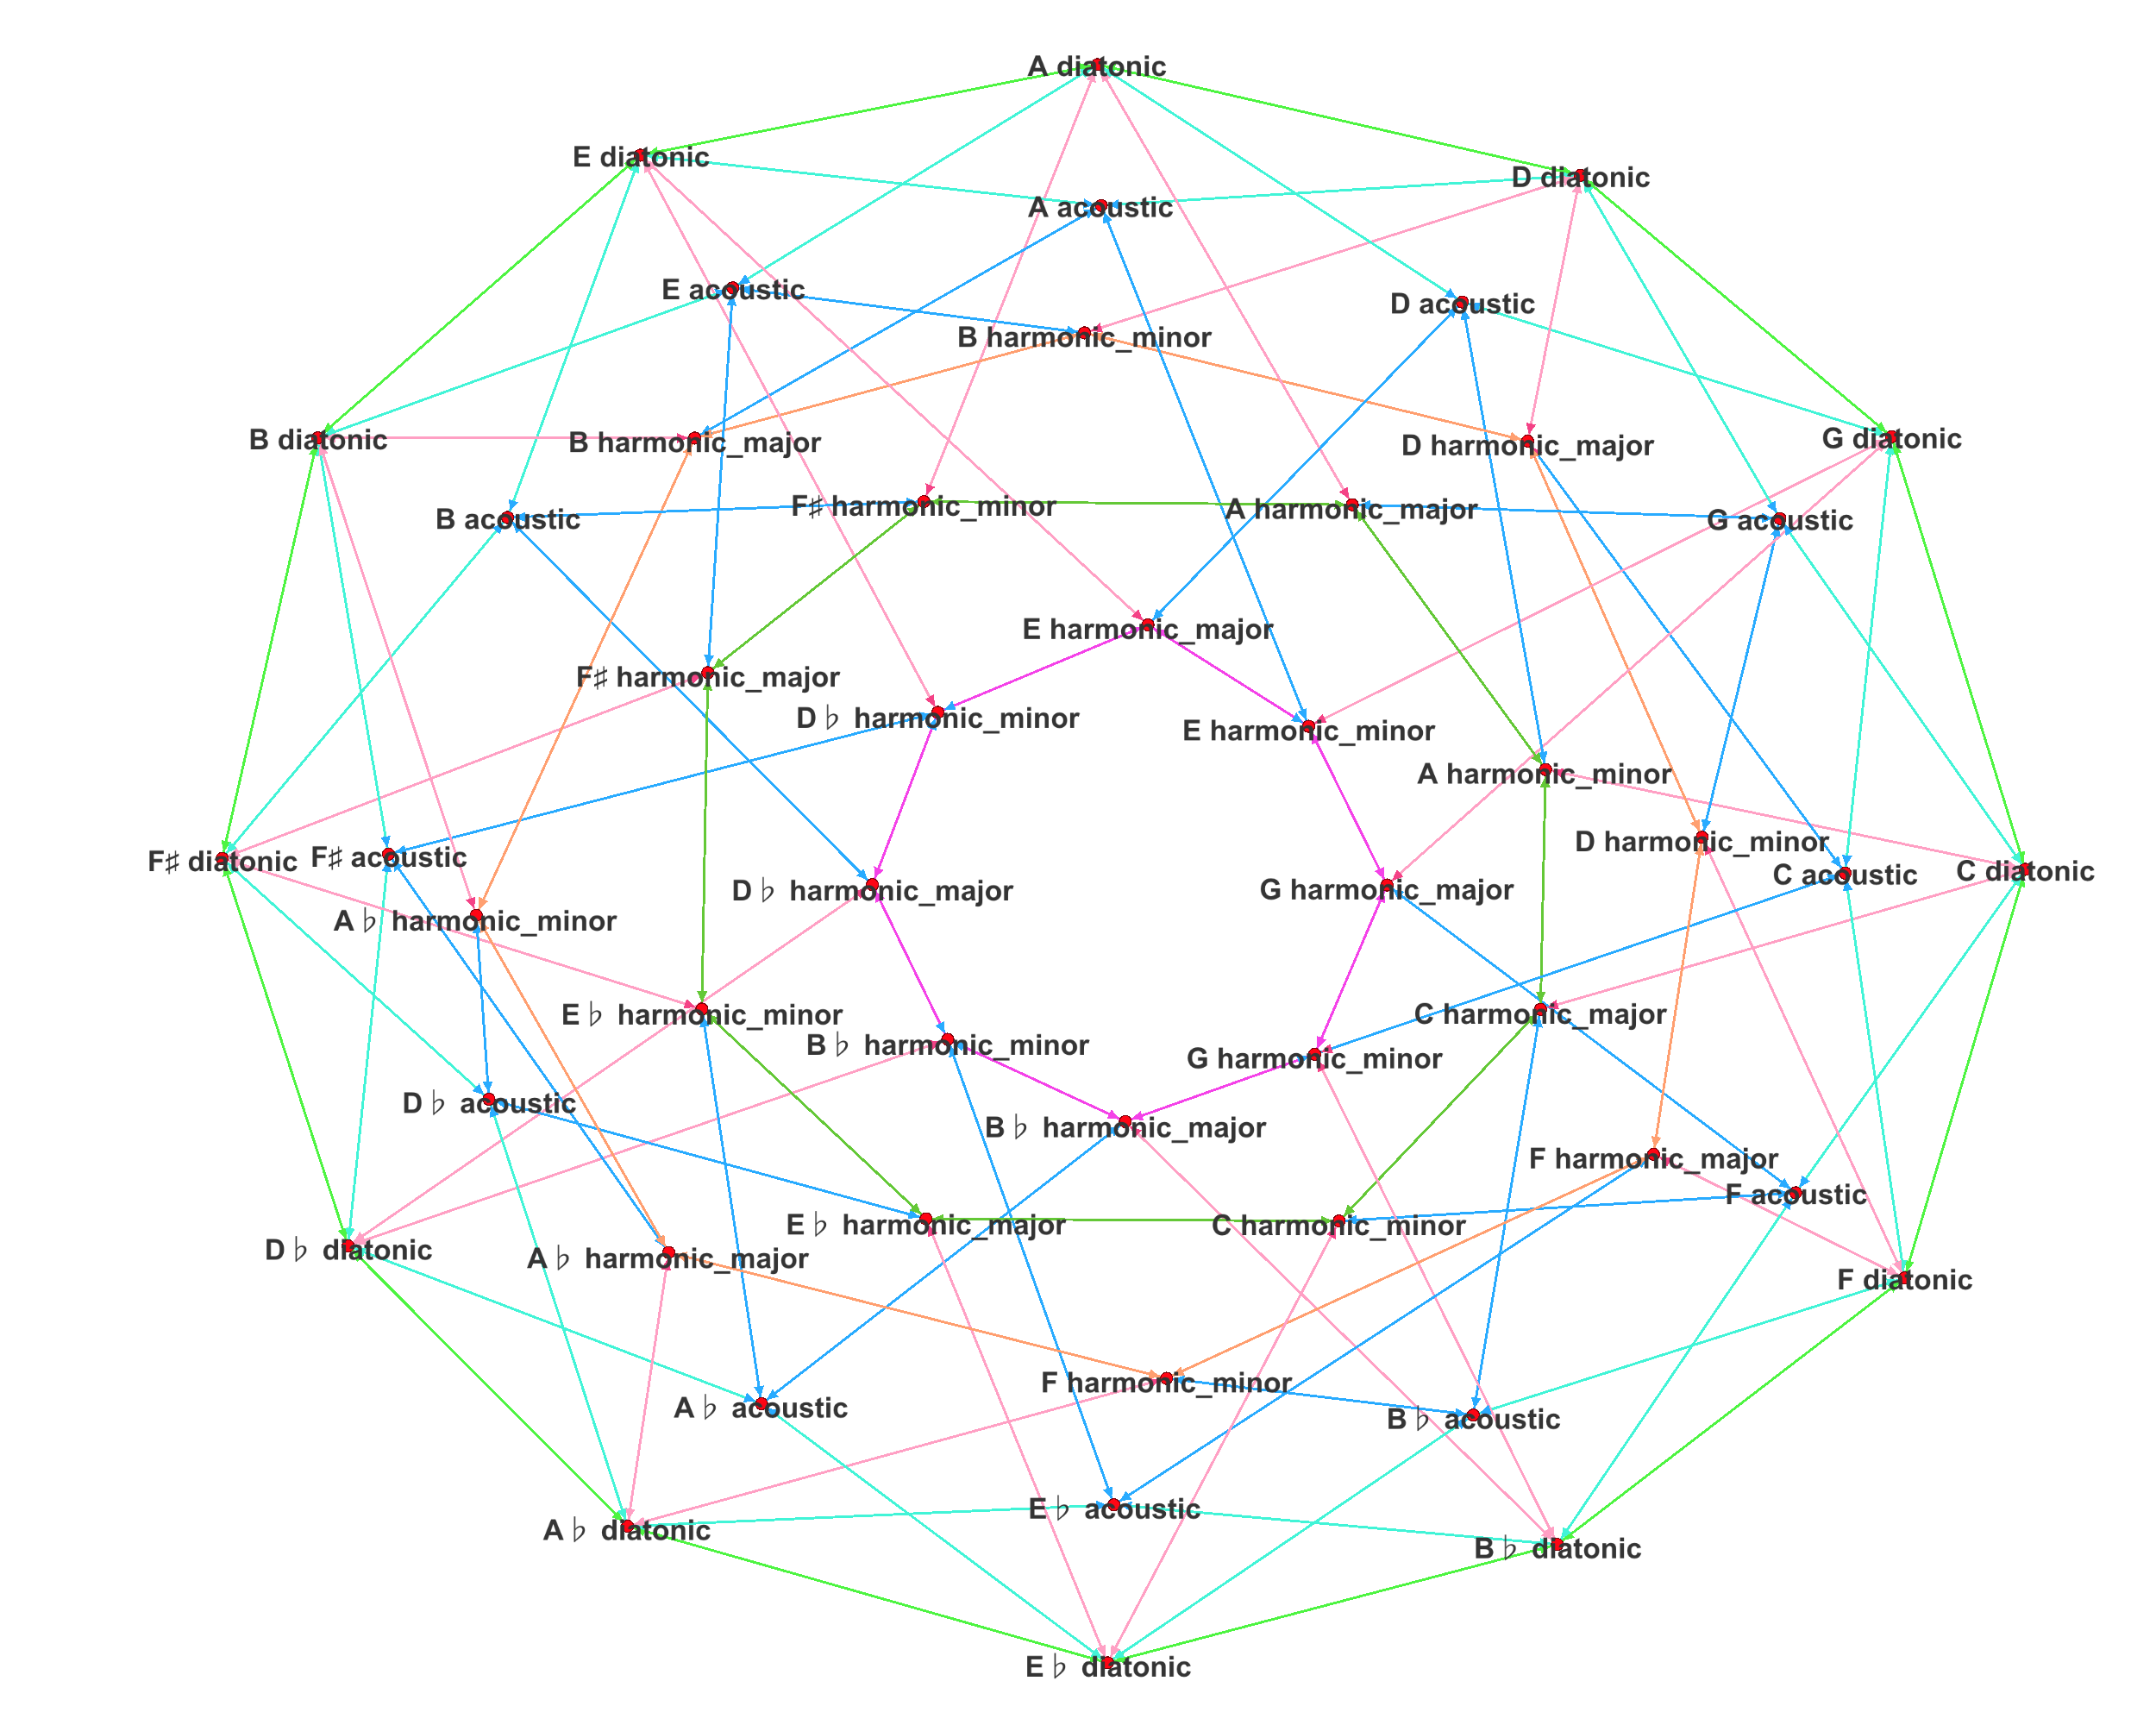 A diatonic
E diatonic
D diatonic
A acoustic
E acoustic
D acoustic
B harmonic_minor
B diatonic
B harmonic_major
D harmonic_major
G diatonic
B acoustic
F♯ harmonic_minor
A harmonic_major
G acoustic
E harmonic_major
F♯ harmonic_major
D♭ harmonic_minor
E harmonic_minor
A harmonic_minor
D harmonic_minor
F♯ diatonic
F♯ acoustic
C acoustic
C diatonic
D♭ harmonic_major
G harmonic_major
A♭ harmonic_minor
E♭ harmonic_minor
C harmonic_major
B♭ harmonic_minor
G harmonic_minor
D♭ acoustic
B♭ harmonic_major
F harmonic_major
F acoustic
E♭ harmonic_major
C harmonic_minor
D♭ diatonic
A♭ harmonic_major
F diatonic
F harmonic_minor
A♭ acoustic
B♭ acoustic
E♭ acoustic
A♭ diatonic
B♭ diatonic
E♭ diatonic